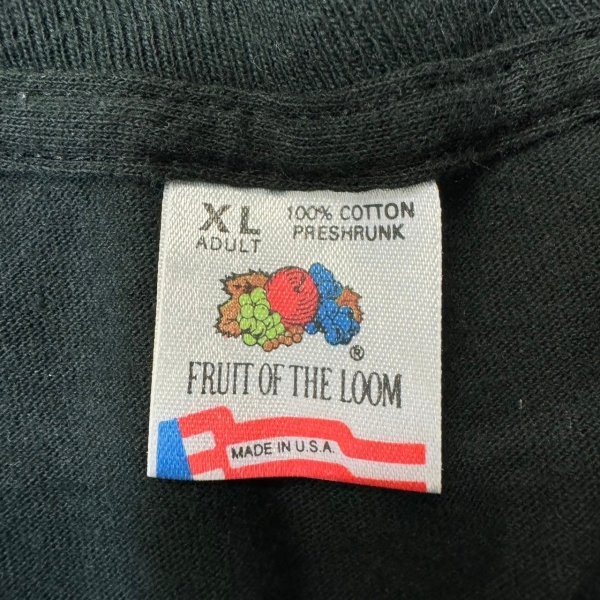 XL
ADULT
100% COTTON
PRESHRUNK
®
FRUIT OF THE LOOM
MADE IN U.S.A.